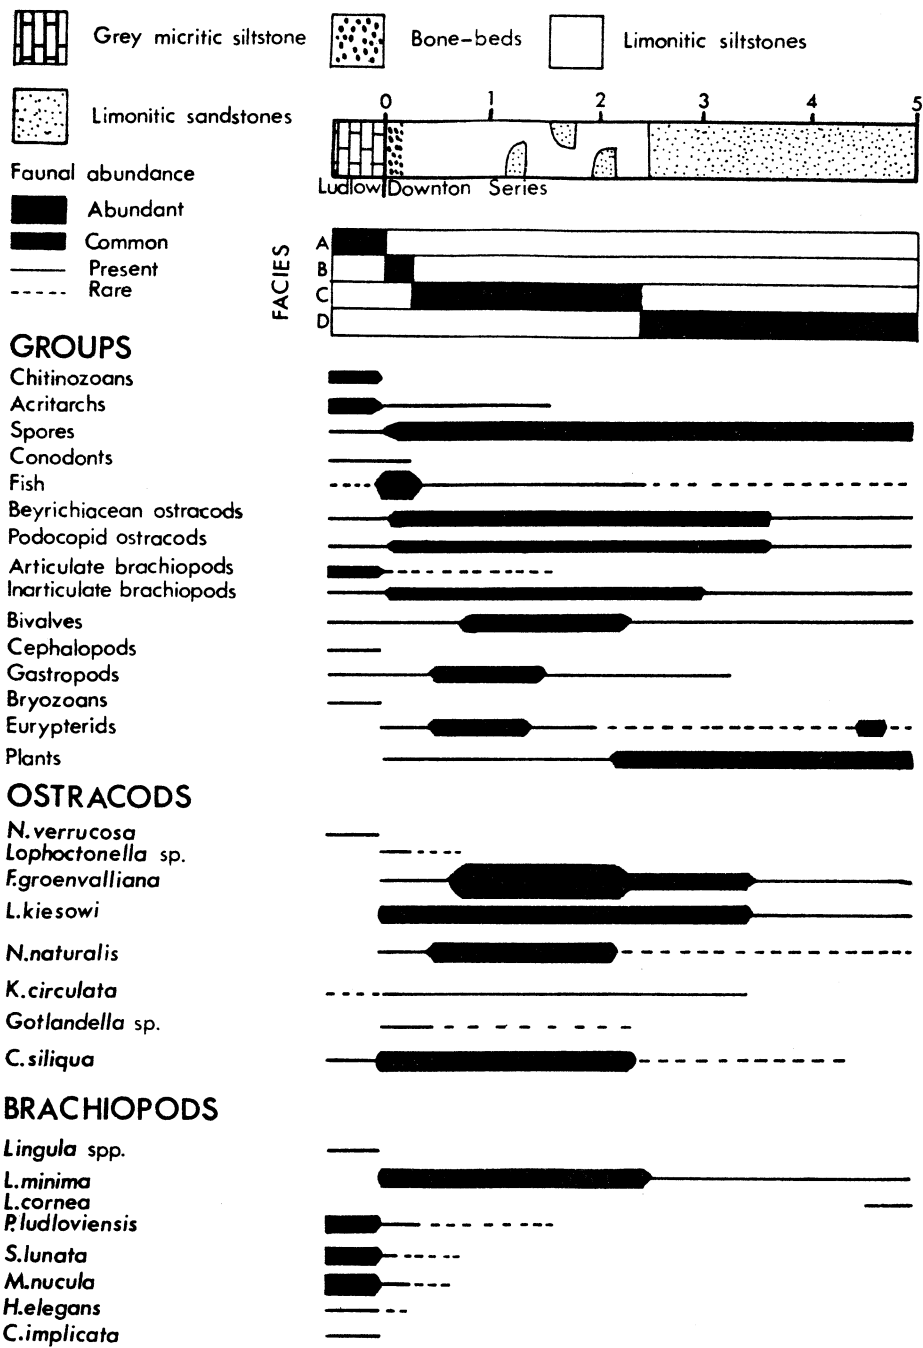 Grey micritic siltstone
Bone-beds
Limonitic siltstones
Limonitic sandstones
0 1 2 3 4 5
Ludlow Downton Series
Faunal abundance
Abundant
Common
Present
Rare
FACIES
A
B
C
D
GROUPS
Chitinozoans
Acritarchs
Spores
Conodonts
Fish
Beyrichiacean ostracods
Podocopid ostracods
Articulate brachiopods
Inarticulate brachiopods
Bivalves
Cephalopods
Gastropods
Bryozoans
Eurypterids
Plants
OSTRACODS
N.verrucosa
Lophoctonella sp.
F.groenvalliana
L.kiesowi
N.naturalis
K.circulata
Gotlandella sp.
C.siliqua
BRACHIOPODS
Lingula spp.
L.minima
L.cornea
P.ludloviensis
S.lunata
M.nucula
H.elegans
C.implicata